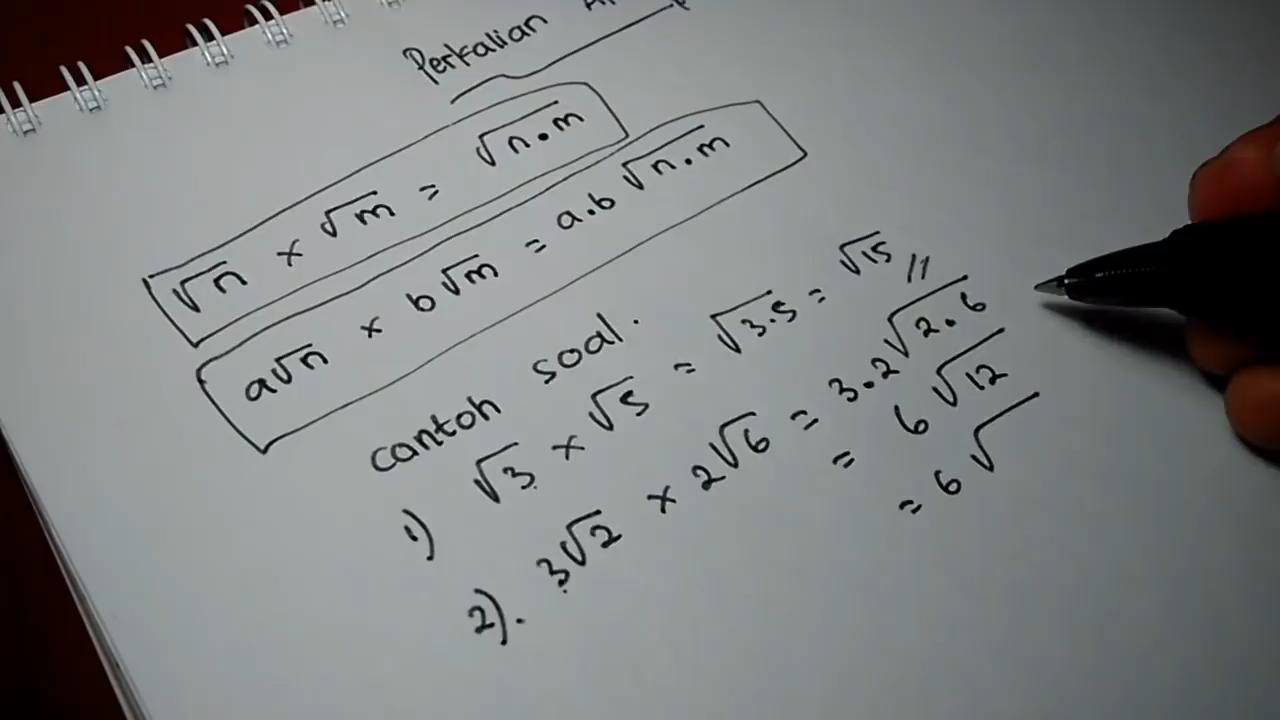 Perkalian
√n × √m = √n.m
a√n × b√m = a.b √n.m
contoh soal.
1) √3 × √5 = √3.5 = √15 //
2). 3√2 × 2√6 = 3.2√2.6
= 6√12
= 6√